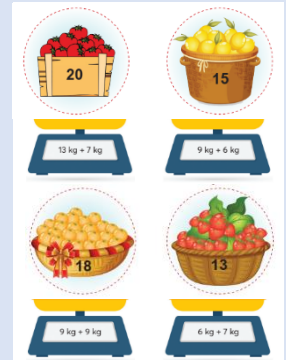 20
15
13 kg + 7 kg
9 kg + 6 kg
18
13
9 kg + 9 kg
6 kg + 7 kg